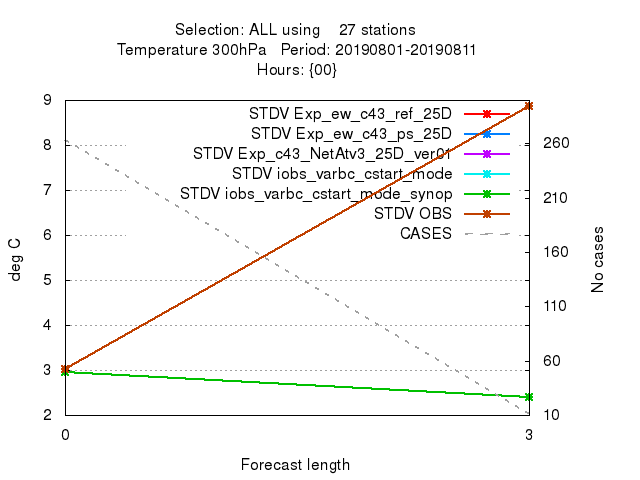 Selection: ALL using    27 stations
Temperature 300hPa   Period: 20190801-20190811
Hours: {00}
STDV Exp_ew_c43_ref_25D
STDV Exp_ew_c43_ps_25D
STDV Exp_c43_NetAtv3_25D_ver01
STDV iobs_varbc_cstart_mode
STDV iobs_varbc_cstart_mode_synop
STDV OBS
CASES
deg C
9
8
7
6
5
4
3
2
No cases
260
210
160
110
60
10
0
3
Forecast length